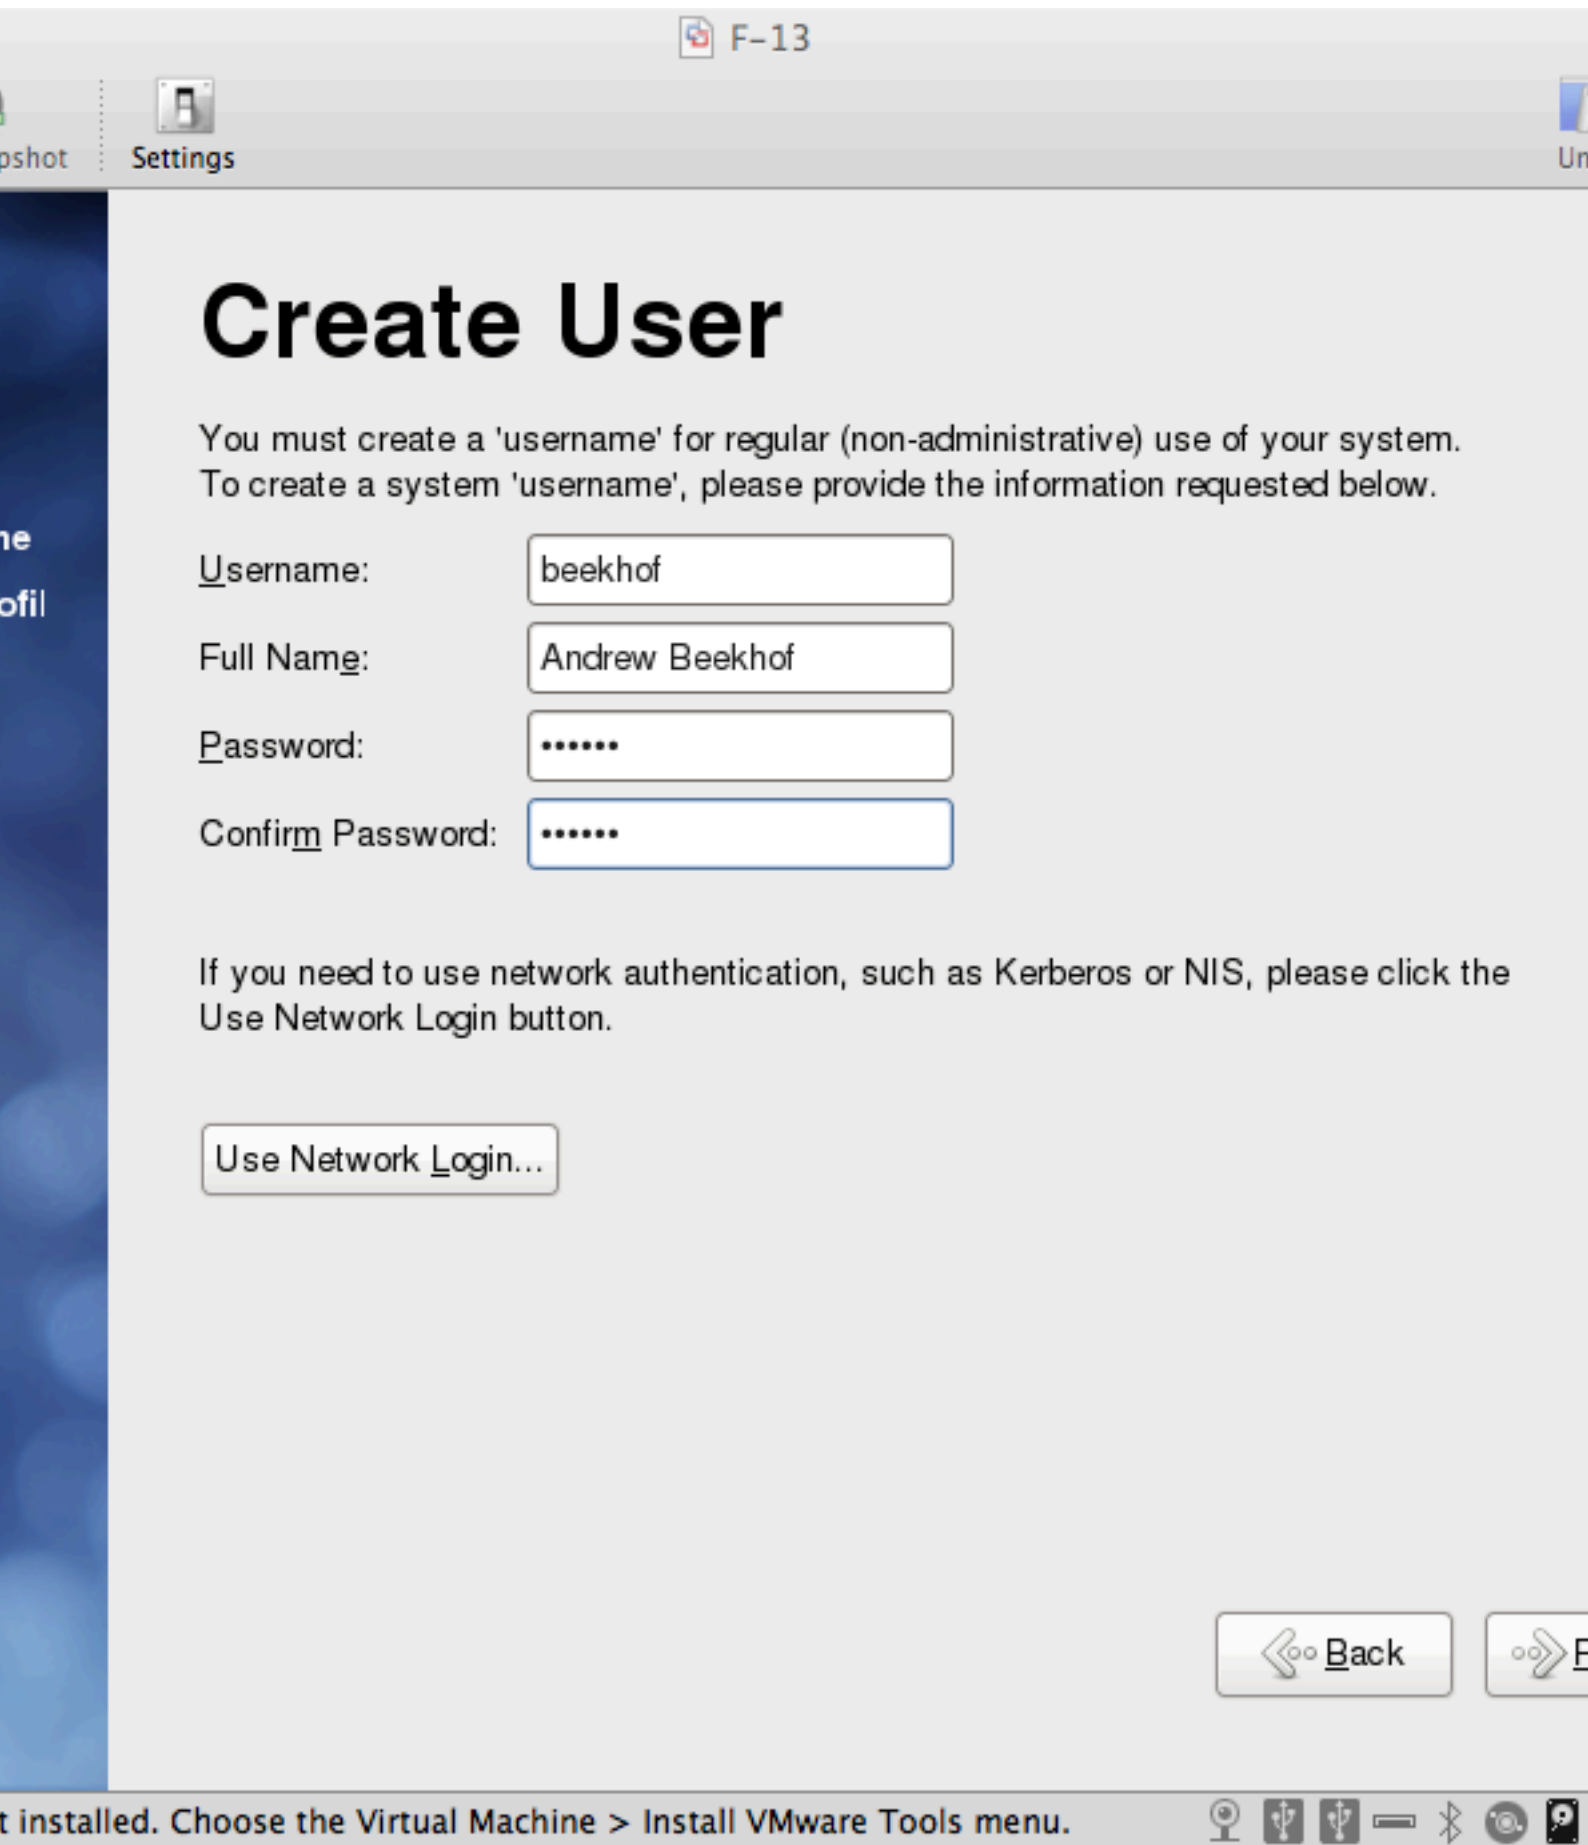 F-13
pshot
Settings
Un
Create User
You must create a 'username' for regular (non-administrative) use of your system.
To create a system 'username', please provide the information requested below.
ne
ofil
Username:
beekhof
Full Name:
Andrew Beekhof
Password:
••••••
Confirm Password:
••••••
If you need to use network authentication, such as Kerberos or NIS, please click the
Use Network Login button.
Use Network Login...
Back
F
t installed. Choose the Virtual Machine > Install VMware Tools menu.